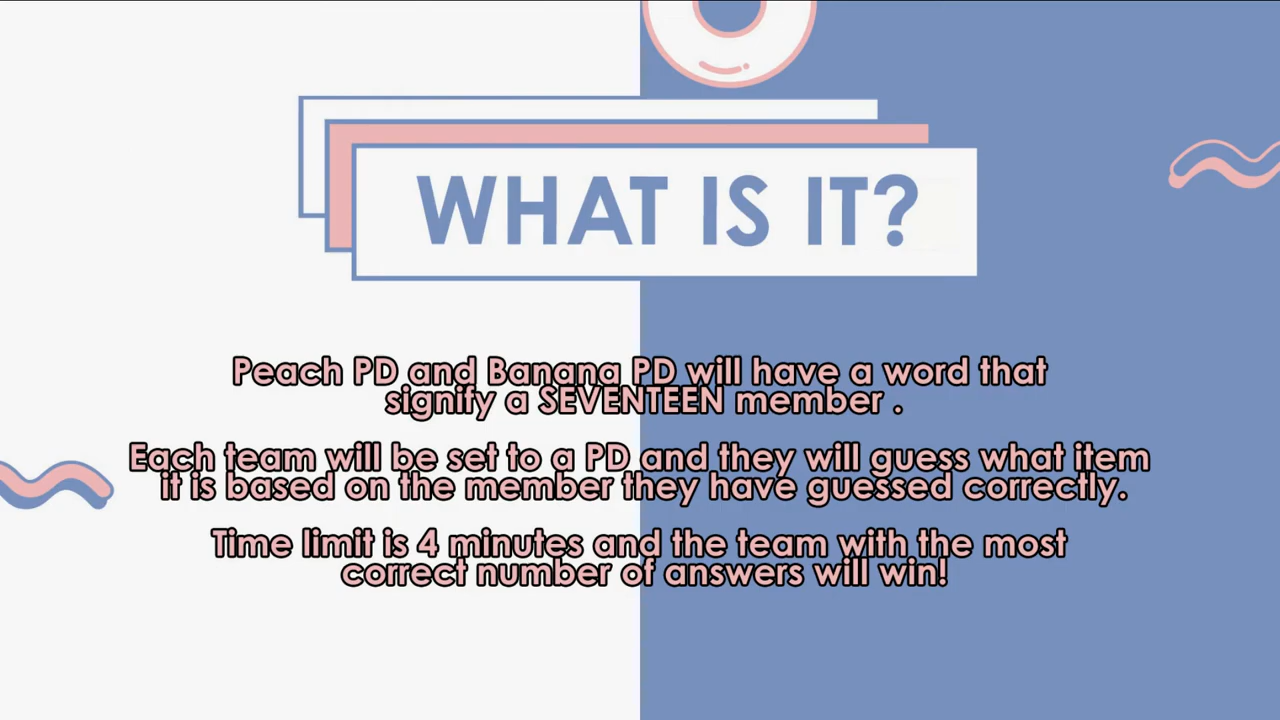 WHAT IS IT?
Peach PD and Banana PD will have a word that
signify a SEVENTEEN member .
Each team will be set to a PD and they will guess what item
it is based on the member they have guessed correctly.
Time limit is 4 minutes and the team with the most
correct number of answers will win!